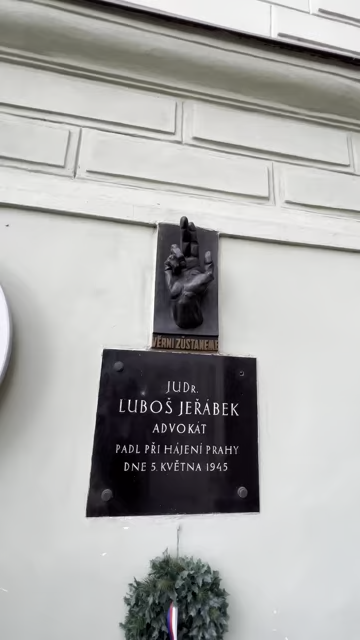 VĚRNI ZŮSTANEME
JUDR.
LUBOŠ JEŘÁBEK
ADVOKÁT
PADL PŘI HÁJENÍ PRAHY
DNE 5. KVĚTNA 1945